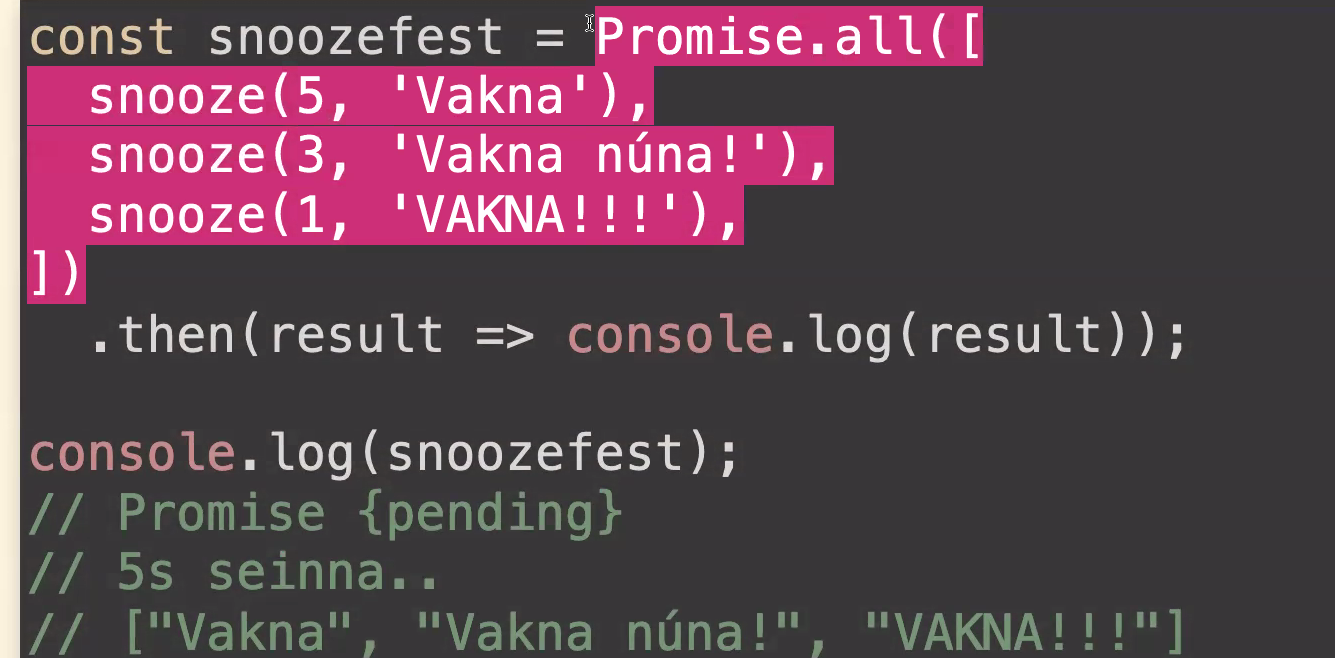 const snoozefest = Promise.all([
  snooze(5, 'Vakna'),
  snooze(3, 'Vakna núna!'),
  snooze(1, 'VAKNA!!!'),
])
  .then(result => console.log(result));

console.log(snoozefest);
// Promise {pending}
// 5s seinna..
// ["Vakna", "Vakna núna!", "VAKNA!!!"]